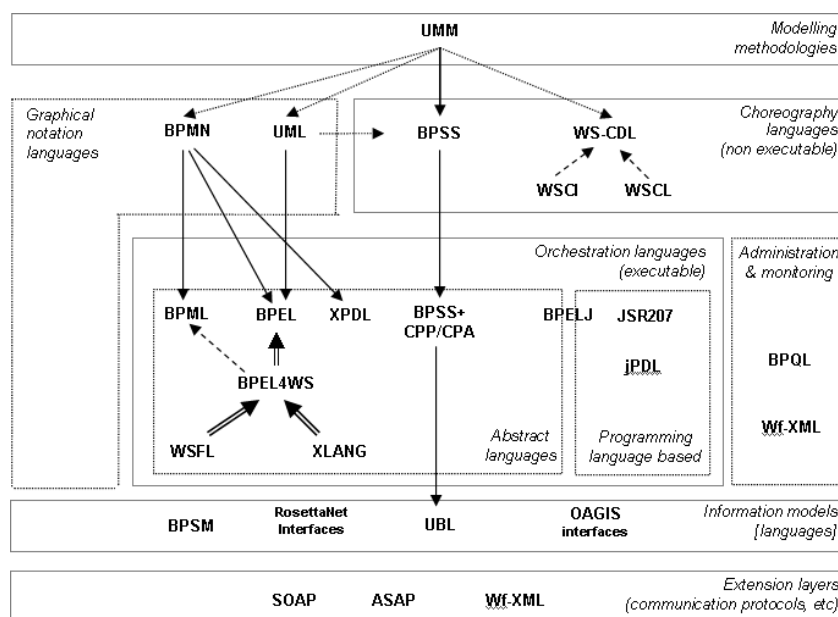 UMM
Modelling
methodologies
Graphical
notation
languages
BPMN
UML
BPSS
WS-CDL
Choreography
languages
(non executable)
WSCI
WSCL
Orchestration languages
(executable)
Administration
& monitoring
BPML
BPEL
XPDL
BPSS+
CPP/CPA
BPELJ
JSR207
jPDL
BPQL
BPEL4WS
WSFL
XLANG
Abstract
languages
Programming
language based
Wf-XML
BPSM
RosettaNet
Interfaces
UBL
OAGIS
interfaces
Information models
[languages]
SOAP
ASAP
Wf-XML
Extension layers
(communication protocols, etc)